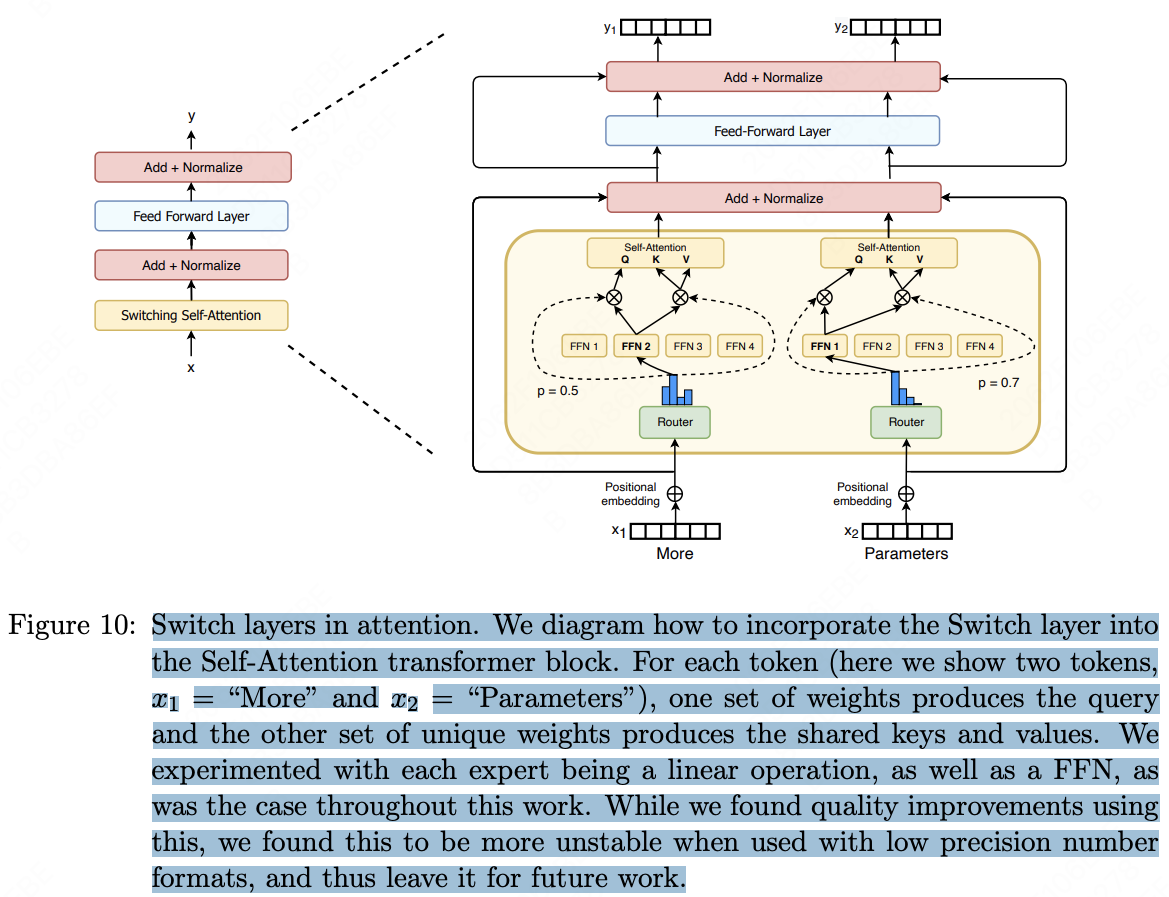 y
Add + Normalize
Feed Forward Layer
Add + Normalize
Switching Self-Attention
x
y1
y2
Add + Normalize
Feed-Forward Layer
Add + Normalize
Self-Attention
Q K V
Self-Attention
Q K V
FFN 1 FFN 2 FFN 3 FFN 4
FFN 1 FFN 2 FFN 3 FFN 4
p = 0.5
p = 0.7
Router
Router
Positional
embedding
Positional
embedding
x1
x2
More
Parameters
Figure 10: Switch layers in attention. We diagram how to incorporate the Switch layer into
the Self-Attention transformer block. For each token (here we show two tokens,
x1 = “More” and x2 = “Parameters”), one set of weights produces the query
and the other set of unique weights produces the shared keys and values. We
experimented with each expert being a linear operation, as well as a FFN, as
was the case throughout this work. While we found quality improvements using
this, we found this to be more unstable when used with low precision number
formats, and thus leave it for future work.